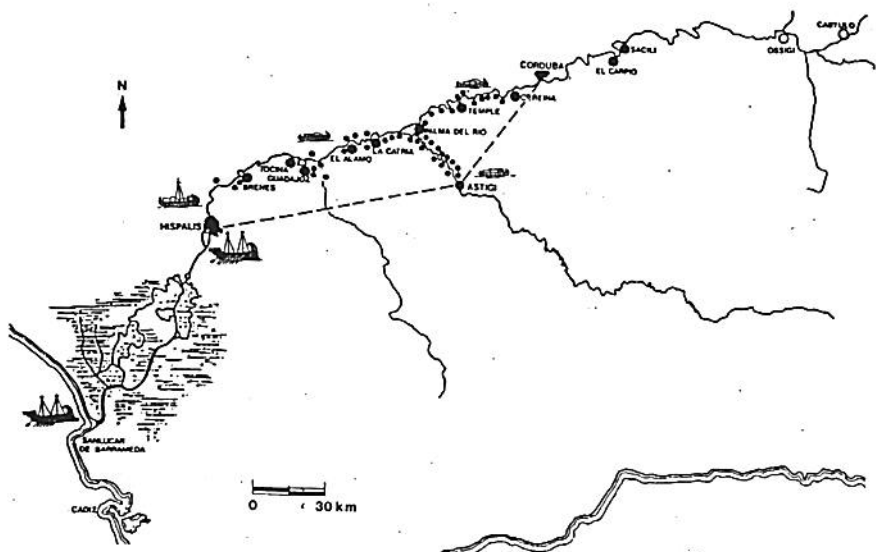 CASTULO
OSSIGI
SACILI
EL CARPIO
CORDUBA
N
TEMPLE
PALMA DEL RIO
LA CATRIA
EL ALAMO
TOCINA
GUADAJOZ
BRENES
ASTIGI
HISPALIS
SANLUCAR
DE BARRAMEDA
CADIZ
0 30 km